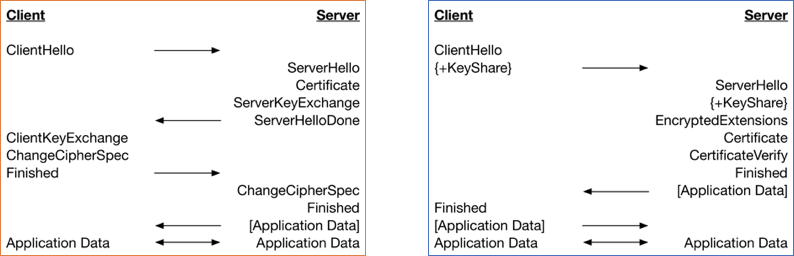 Client Server
ClientHello
ServerHello
Certificate
ServerKeyExchange
ServerHelloDone
ClientKeyExchange
ChangeCipherSpec
Finished
ChangeCipherSpec
Finished
[Application Data]
Application Data Application Data
Client Server
ClientHello
{+KeyShare}
ServerHello
{+KeyShare}
EncryptedExtensions
Certificate
CertificateVerify
Finished
[Application Data]
Finished
[Application Data]
Application Data Application Data